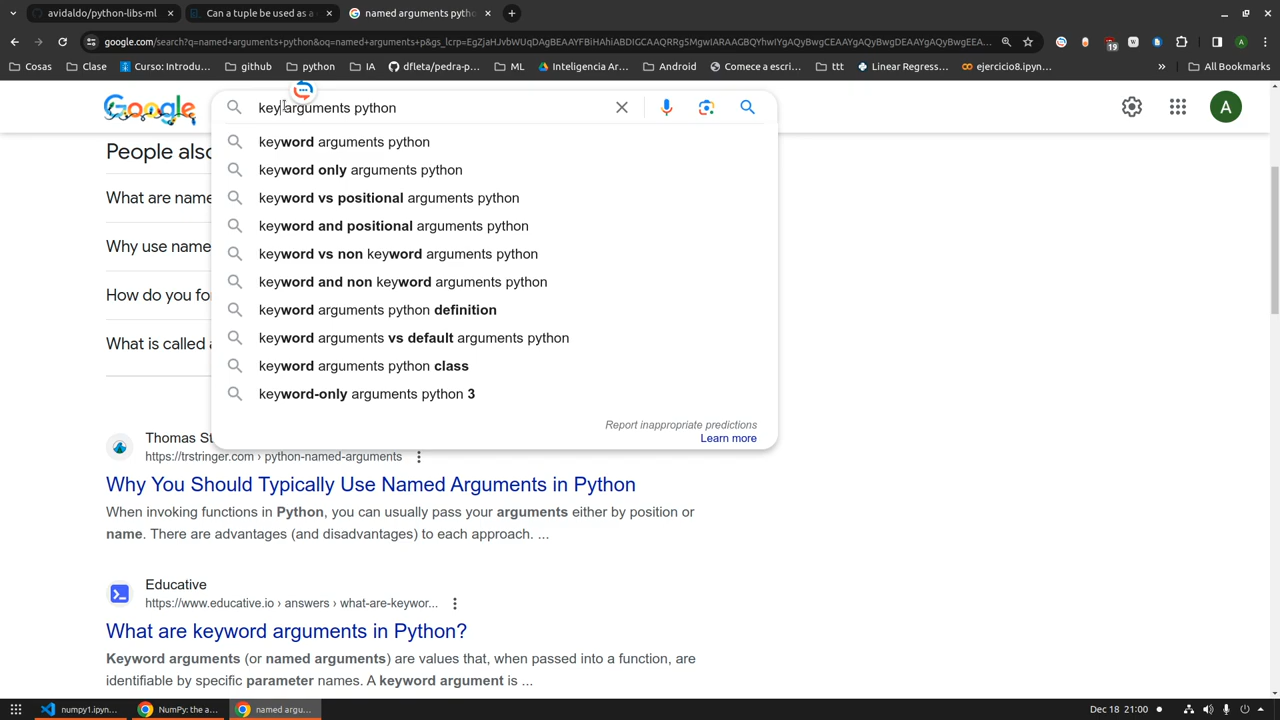 avidaldo/python-libs-ml
Can a tuple be used as a
named arguments pyth
google.com/search?q=named+arguments+python&oq=named+arguments+p&gs_lcrp=EgZjaHJvbWUqDAgBEAAYFBiHAhiABDIGCAAQRRgSMgwIARAAGBQYhwIYgAQyBwgCEAAYgAQyBwgDEAAYgAQyBwgEEA...
19
A
Cosas
Clase
Curso: Introdu...
github
python
IA
dfleta/pedra-p...
ML
Inteligencia Ar...
Android
Comece a escri...
ttt
Linear Regress...
ejercicio8.ipyn...
»
All Bookmarks
Google
key arguments python
A
keyword arguments python
keyword only arguments python
keyword vs positional arguments python
keyword and positional arguments python
keyword vs non keyword arguments python
keyword and non keyword arguments python
keyword arguments python definition
keyword arguments vs default arguments python
keyword arguments python class
keyword-only arguments python 3
Report inappropriate predictions
Learn more
People also
What are name
Why use name
How do you fo
What is called
Thomas St
https://trstringer.com › python-named-arguments
Why You Should Typically Use Named Arguments in Python
When invoking functions in Python, you can usually pass your arguments either by position or
name. There are advantages (and disadvantages) to each approach. ...
Educative
https://www.educative.io › answers › what-are-keywor...
What are keyword arguments in Python?
Keyword arguments (or named arguments) are values that, when passed into a function, are
identifiable by specific parameter names. A keyword argument is ...
numpy1.ipyn...
NumPy: the a...
named argum...
Dec 18 21:00